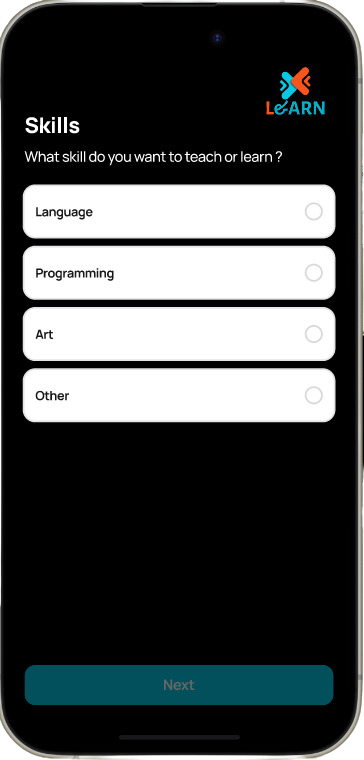 LeARN
Skills
What skill do you want to teach or learn ?
Language
Programming
Art
Other
Next